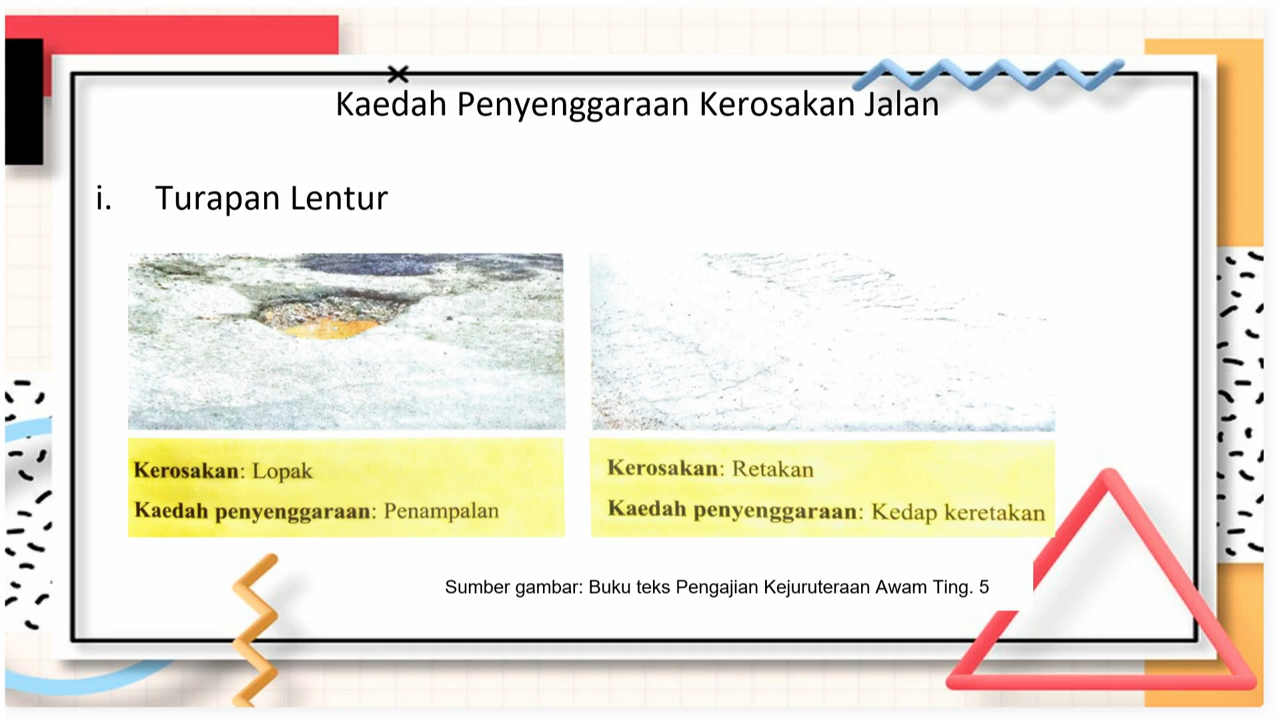 Kaedah Penyenggaraan Kerosakan Jalan
i. Turapan Lentur
Kerosakan: Lopak
Kaedah penyenggaraan: Penampalan
Kerosakan: Retakan
Kaedah penyenggaraan: Kedap keretakan
Sumber gambar: Buku teks Pengajian Kejuruteraan Awam Ting. 5